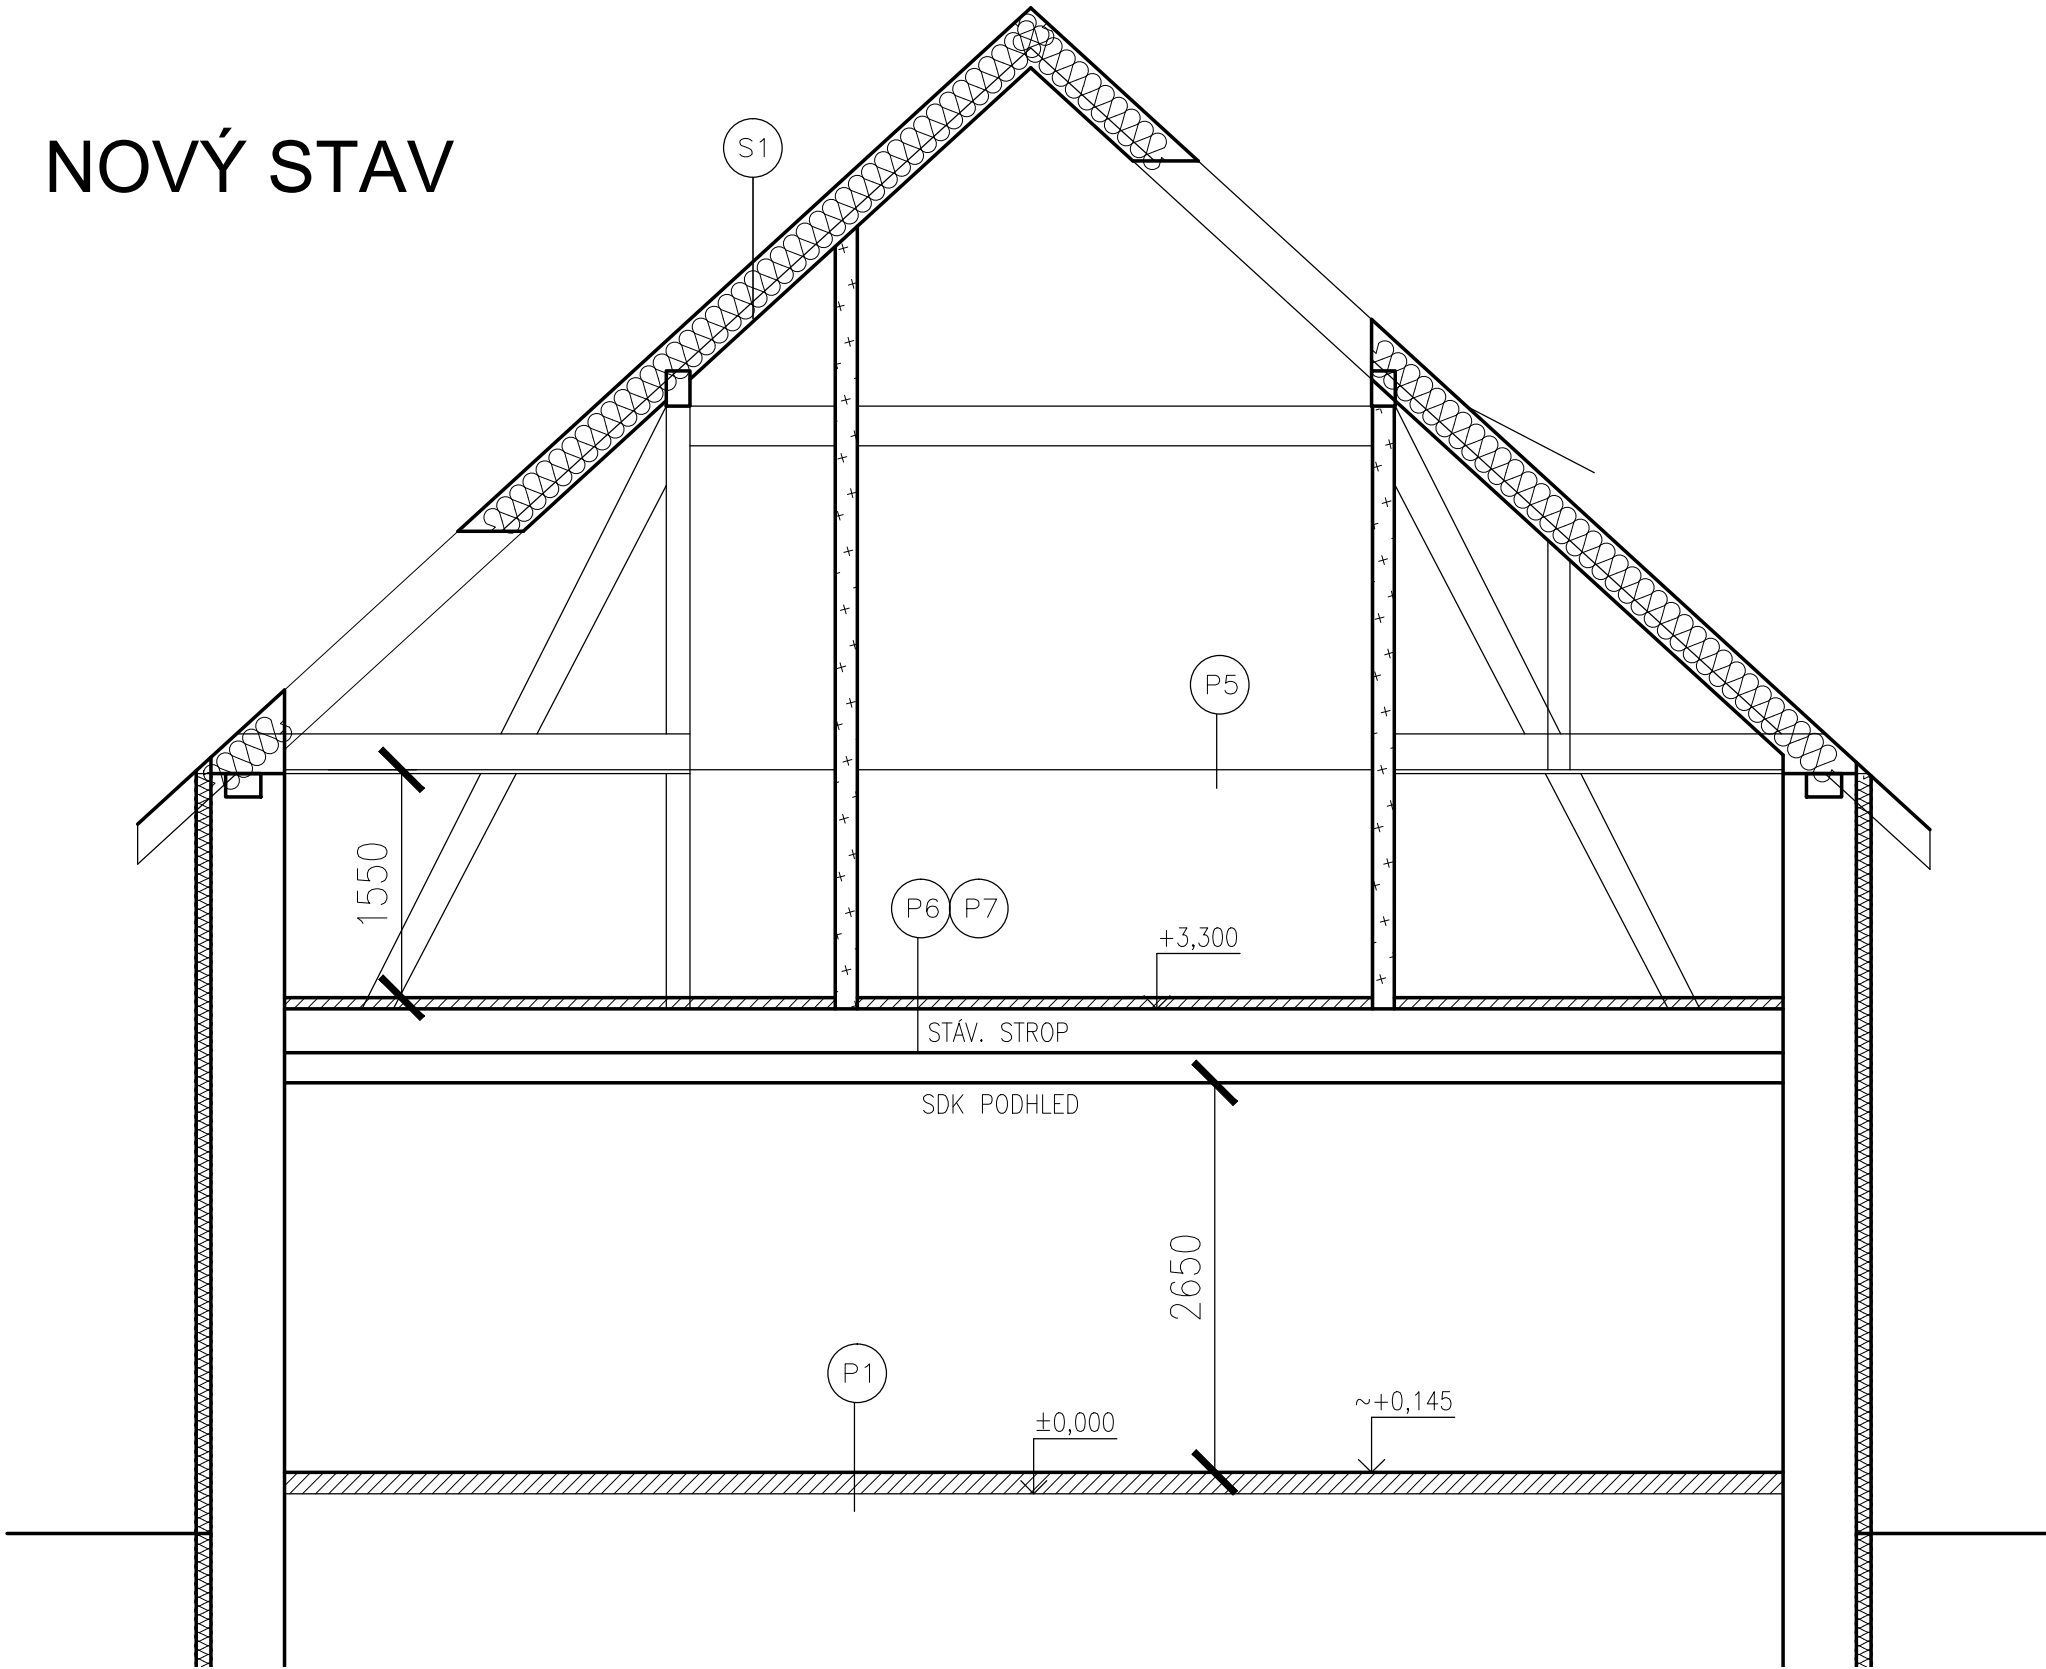 NOVÝ STAV
S1
P5
1550
P6 P7
+3,300
STÁV. STROP
SDK PODHLED
2650
P1
±0,000
~+0,145